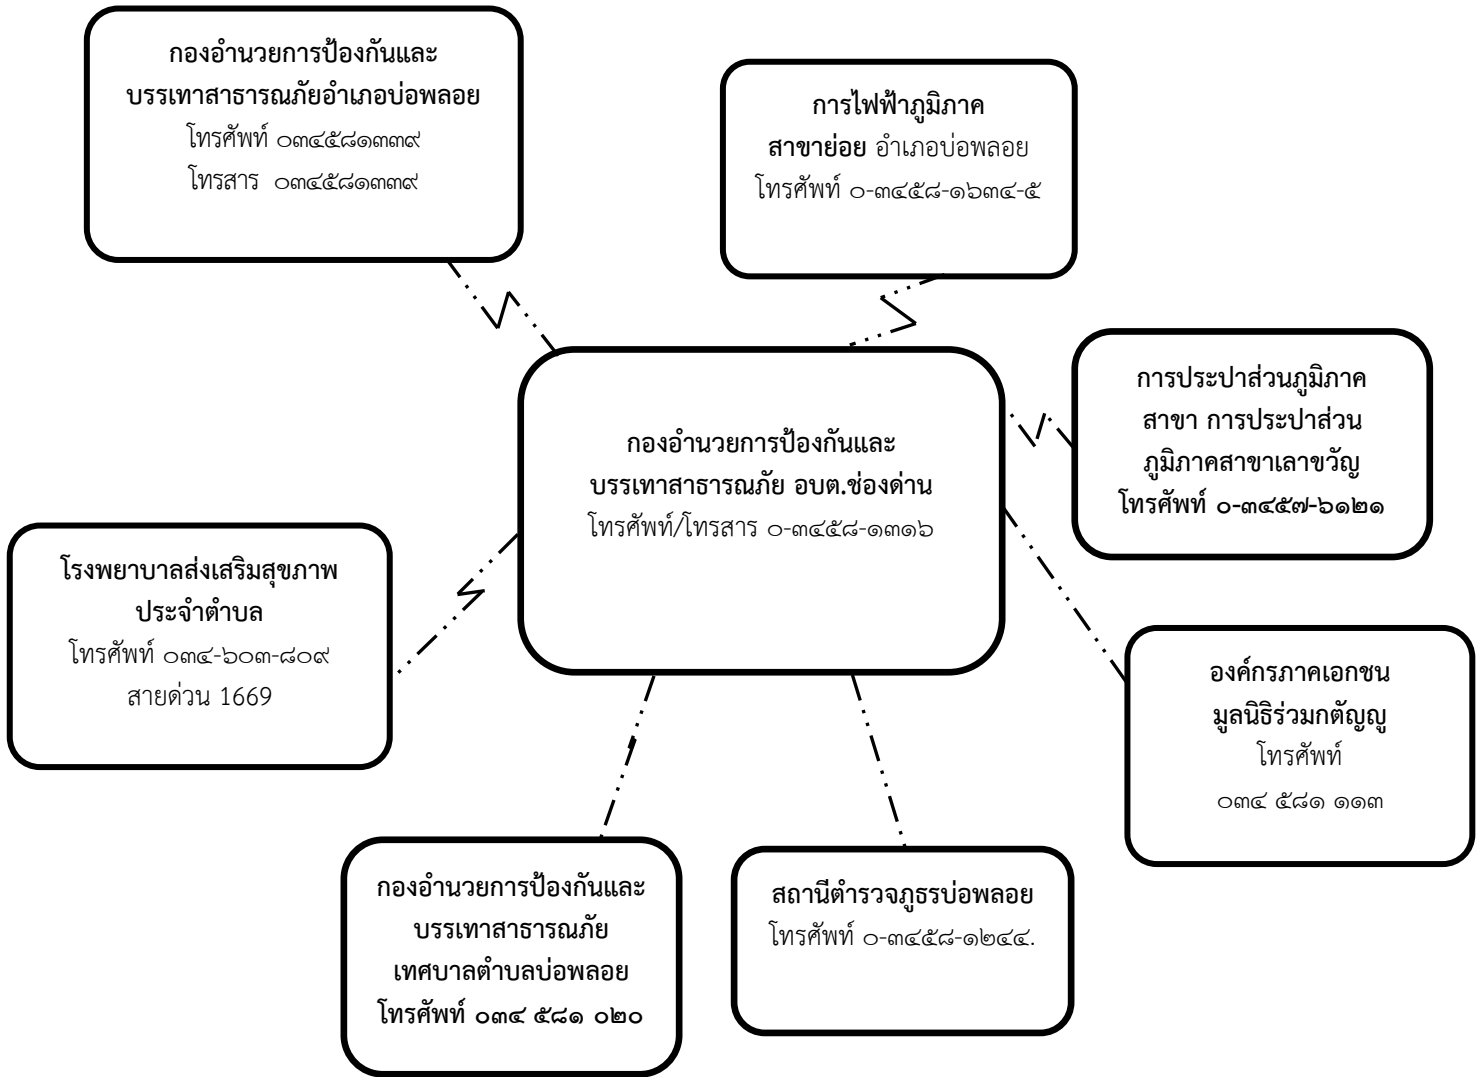 กองอำนวยการป้องกันและ
บรรเทาสาธารณภัยอำเภอบ่อพลอย
โทรศัพท์ ๐๓๔๕๘๑๓๓๙
โทรสาร ๐๓๔๕๘๑๓๓๙
การไฟฟ้าภูมิภาค
สาขาย่อย อำเภอบ่อพลอย
โทรศัพท์ ๐-๓๔๕๘-๑๖๓๔-๕
การประปาส่วนภูมิภาค
สาขา การประปาส่วน
ภูมิภาคสาขาเลาขวัญ
โทรศัพท์ ๐-๓๔๕๗-๖๑๒๑
กองอำนวยการป้องกันและ
บรรเทาสาธารณภัย อบต.ช่องด่าน
โทรศัพท์/โทรสาร ๐-๓๔๕๘-๑๓๑๖
โรงพยาบาลส่งเสริมสุขภาพ
ประจำตำบล
โทรศัพท์ ๐๓๔-๖๐๓-๘๐๙
สายด่วน 1669
องค์กรภาคเอกชน
มูลนิธิร่วมกตัญญู
โทรศัพท์
๐๓๔ ๕๘๑ ๑๑๓
กองอำนวยการป้องกันและ
บรรเทาสาธารณภัย
เทศบาลตำบลบ่อพลอย
โทรศัพท์ ๐๓๔ ๕๘๑ ๐๒๐
สถานีตำรวจภูธรบ่อพลอย
โทรศัพท์ ๐-๓๔๕๘-๑๒๔๔.